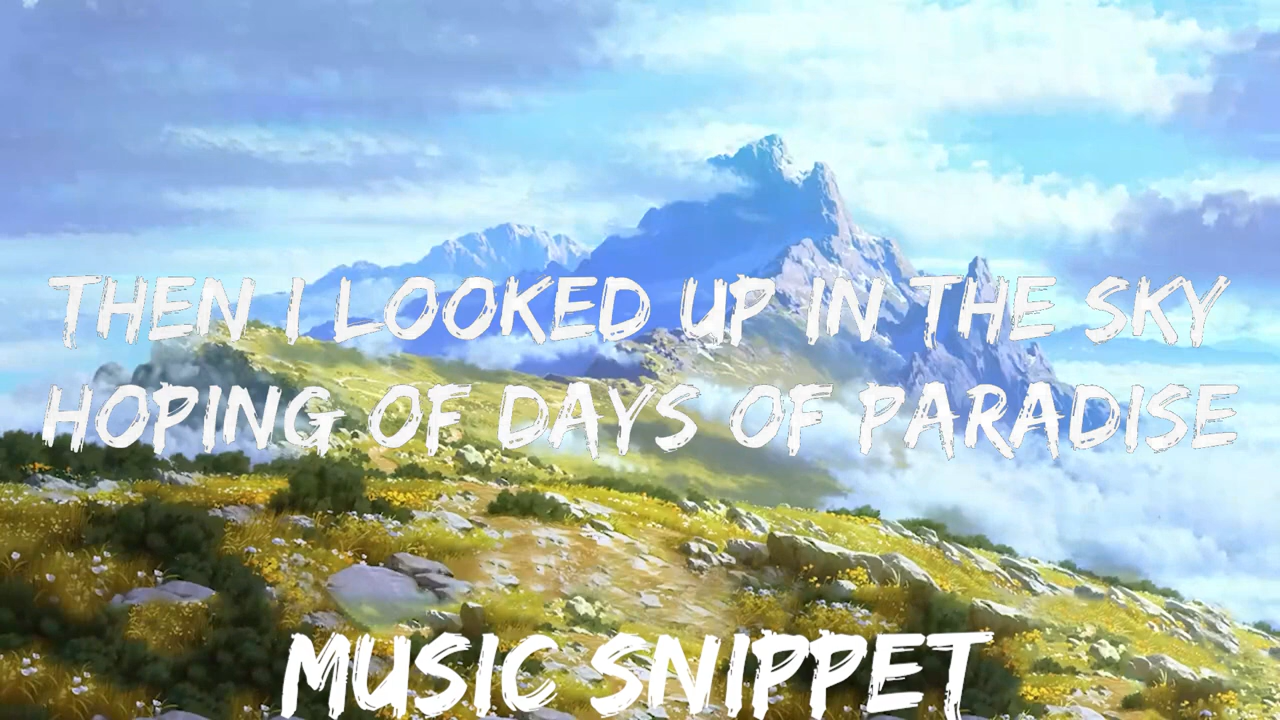 THEN I LOOKED UP IN THE SKY
HOPING OF DAYS OF PARADISE
MUSIC SNIPPET